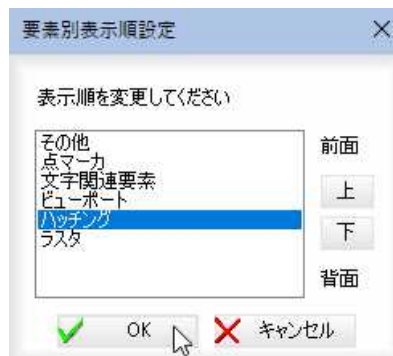 要素別表示順設定
表示順を変更してください
その他
点マーカ
文字関連要素
ビューポート
ハッチング
ラスタ
前面
上
下
背面
OK
キャンセル